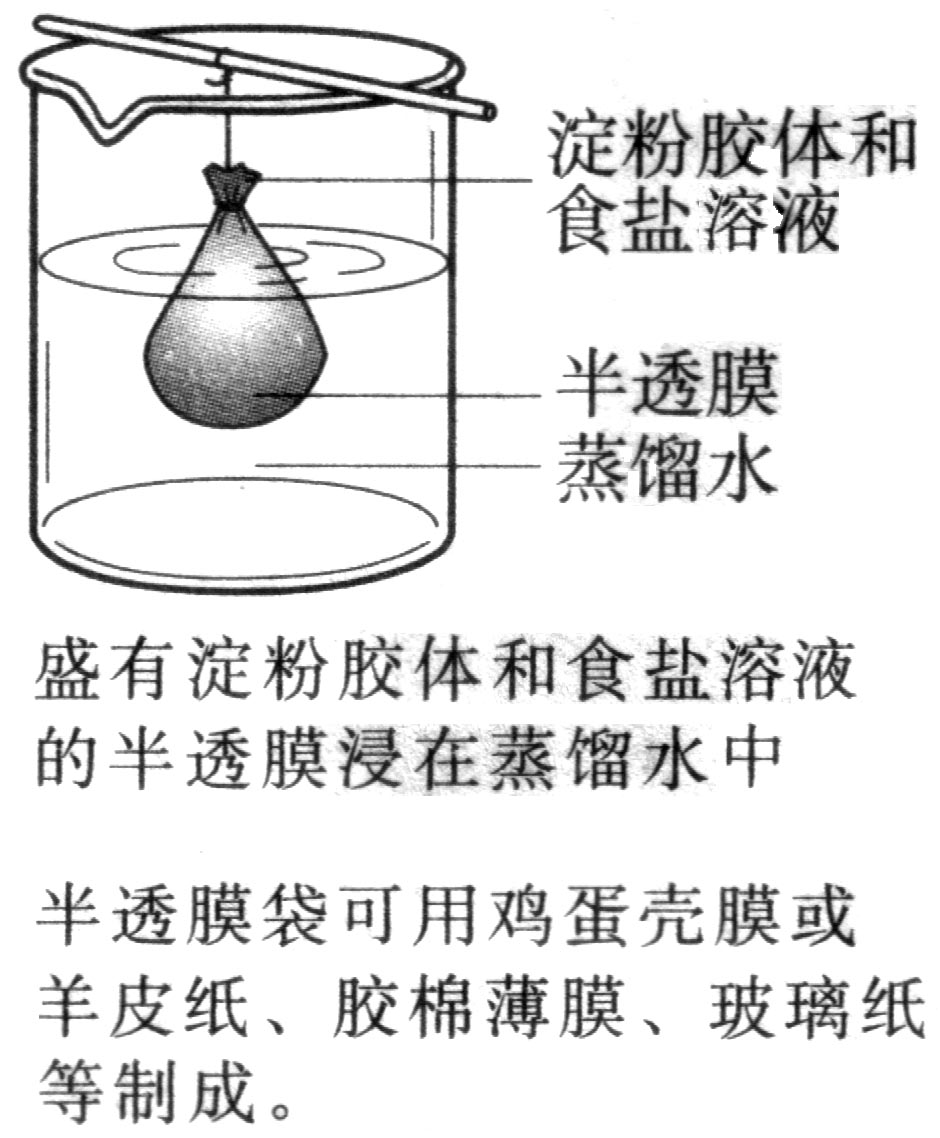 淀粉胶体和
食盐溶液
半透膜
蒸馏水
盛有淀粉胶体和食盐溶液
的半透膜浸在蒸馏水中
半透膜袋可用鸡蛋壳膜或
羊皮纸、胶棉薄膜、玻璃纸
等制成。